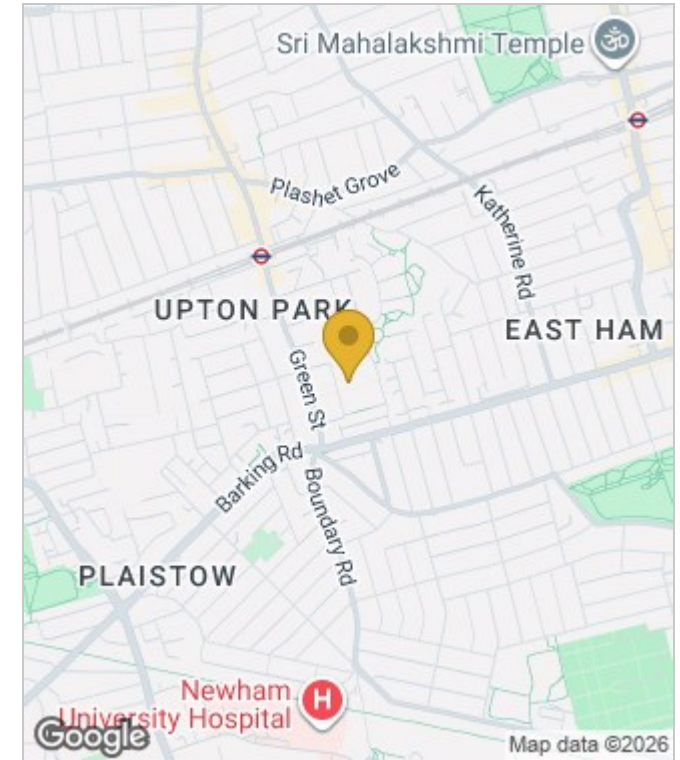 Sri Mahalakshmi Temple
ॐ
Plashet Grove
Katherine Rd
UPTON PARK
EAST HAM
Green St
Barking Rd
Boundary Rd
PLAISTOW
Newham
University Hospital
H
Google
Map data ©2026